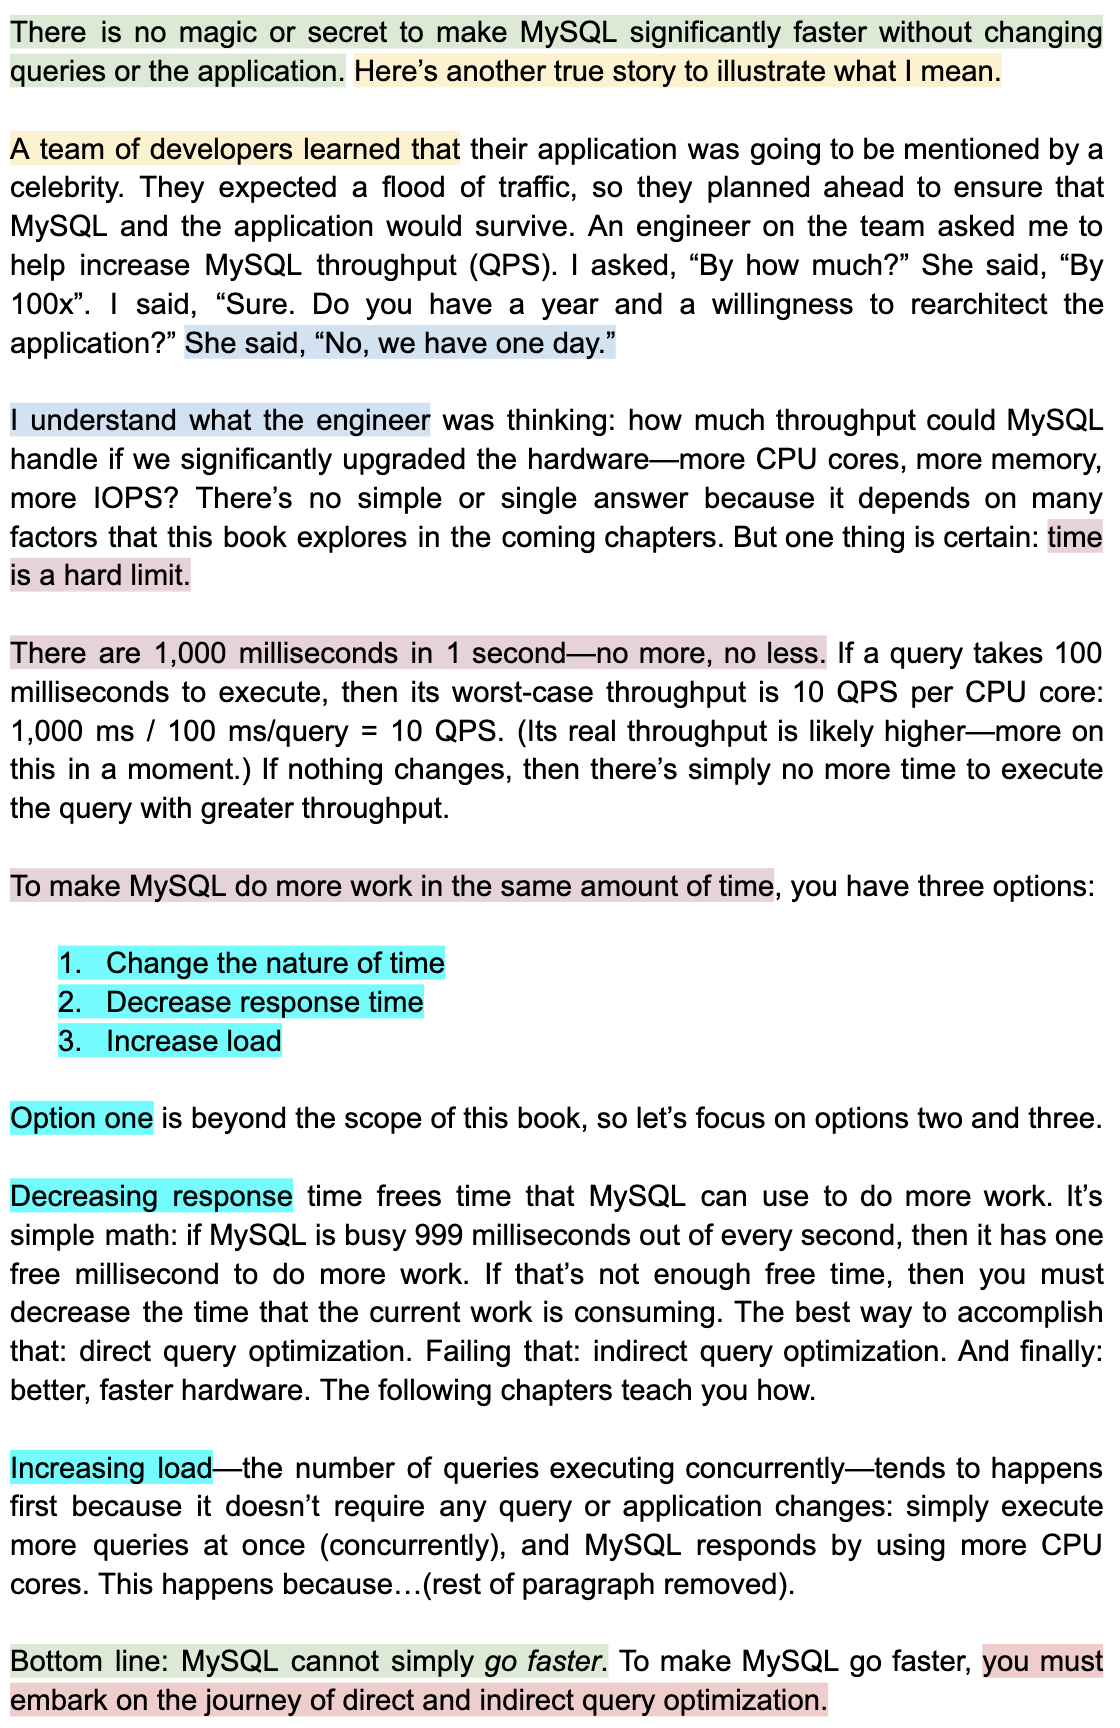 There is no magic or secret to make MySQL significantly faster without changing
queries or the application. Here’s another true story to illustrate what I mean.
A team of developers learned that their application was going to be mentioned by a
celebrity. They expected a flood of traffic, so they planned ahead to ensure that
MySQL and the application would survive. An engineer on the team asked me to
help increase MySQL throughput (QPS). I asked, “By how much?” She said, “By
100x”. I said, “Sure. Do you have a year and a willingness to rearchitect the
application?” She said, “No, we have one day.”
I understand what the engineer was thinking: how much throughput could MySQL
handle if we significantly upgraded the hardware—more CPU cores, more memory,
more IOPS? There’s no simple or single answer because it depends on many
factors that this book explores in the coming chapters. But one thing is certain: time
is a hard limit.
There are 1,000 milliseconds in 1 second—no more, no less. If a query takes 100
milliseconds to execute, then its worst-case throughput is 10 QPS per CPU core:
1,000 ms / 100 ms/query = 10 QPS. (Its real throughput is likely higher—more on
this in a moment.) If nothing changes, then there’s simply no more time to execute
the query with greater throughput.
To make MySQL do more work in the same amount of time, you have three options:
1. Change the nature of time
2. Decrease response time
3. Increase load
Option one is beyond the scope of this book, so let’s focus on options two and three.
Decreasing response time frees time that MySQL can use to do more work. It’s
simple math: if MySQL is busy 999 milliseconds out of every second, then it has one
free millisecond to do more work. If that’s not enough free time, then you must
decrease the time that the current work is consuming. The best way to accomplish
that: direct query optimization. Failing that: indirect query optimization. And finally:
better, faster hardware. The following chapters teach you how.
Increasing load—the number of queries executing concurrently—tends to happens
first because it doesn’t require any query or application changes: simply execute
more queries at once (concurrently), and MySQL responds by using more CPU
cores. This happens because…(rest of paragraph removed).
Bottom line: MySQL cannot simply go faster. To make MySQL go faster, you must
embark on the journey of direct and indirect query optimization.